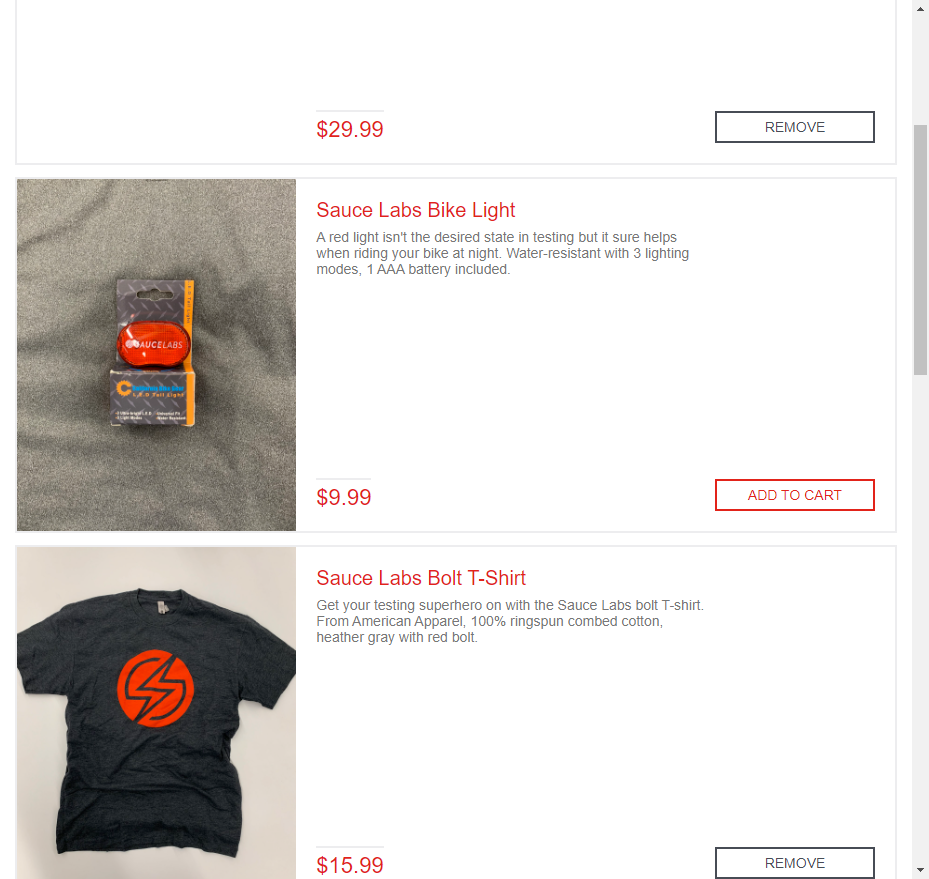 $29.99
REMOVE
Sauce Labs Bike Light
A red light isn't the desired state in testing but it sure helps
when riding your bike at night. Water-resistant with 3 lighting
modes, 1 AAA battery included.
SAUCELABS
L.E.D Tail Light
$9.99
ADD TO CART
Sauce Labs Bolt T-Shirt
Get your testing superhero on with the Sauce Labs bolt T-shirt.
From American Apparel, 100% ringspun combed cotton,
heather gray with red bolt.
$15.99
REMOVE